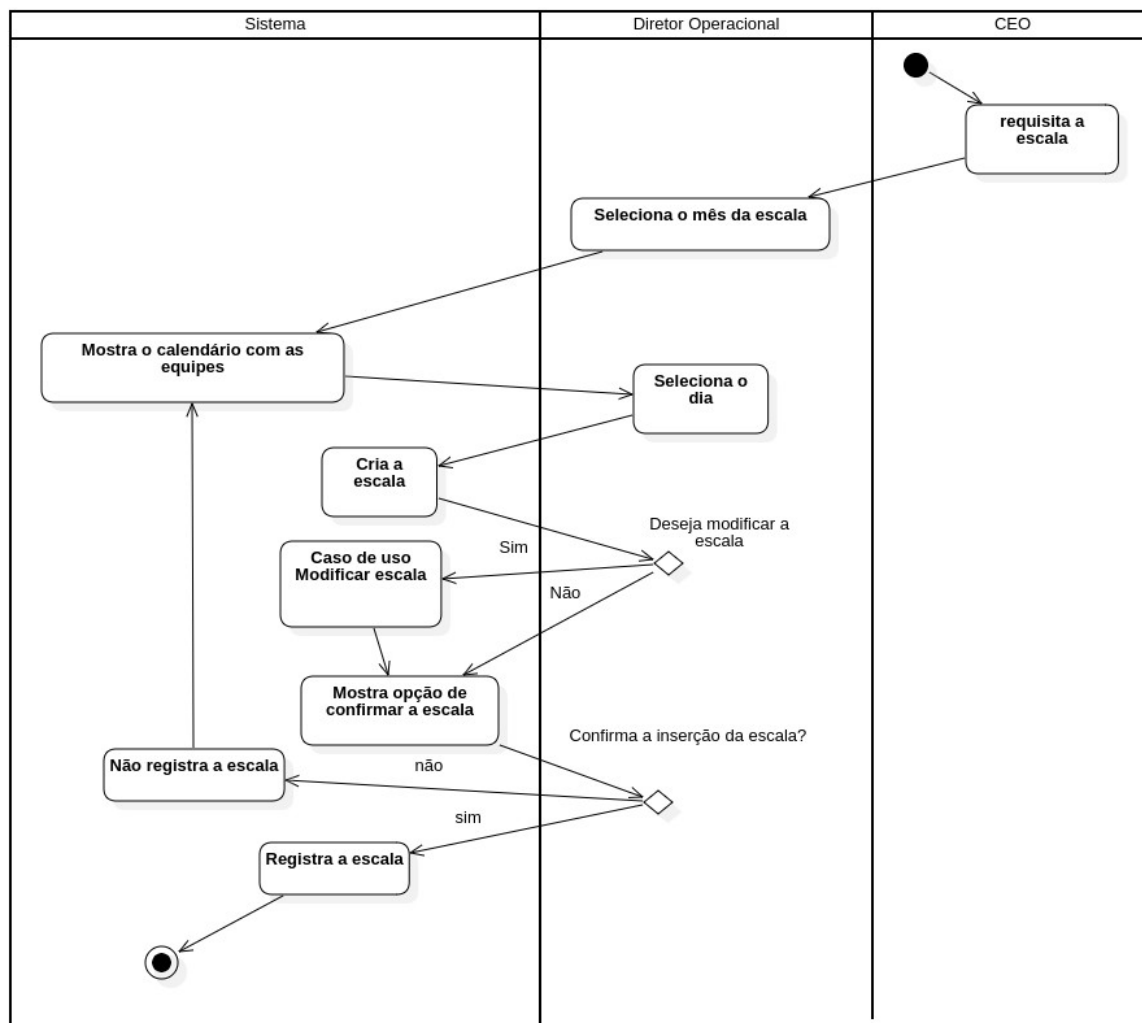 Sistema
Diretor Operacional
CEO
requisita a
escala
Seleciona o mês da escala
Mostra o calendário com as
equipes
Seleciona o
dia
Cria a
escala
Deseja modificar a
escala
Sim
Caso de uso
Modificar escala
Não
Mostra opção de
confirmar a escala
Confirma a inserção da escala?
Não registra a escala
não
sim
Registra a escala